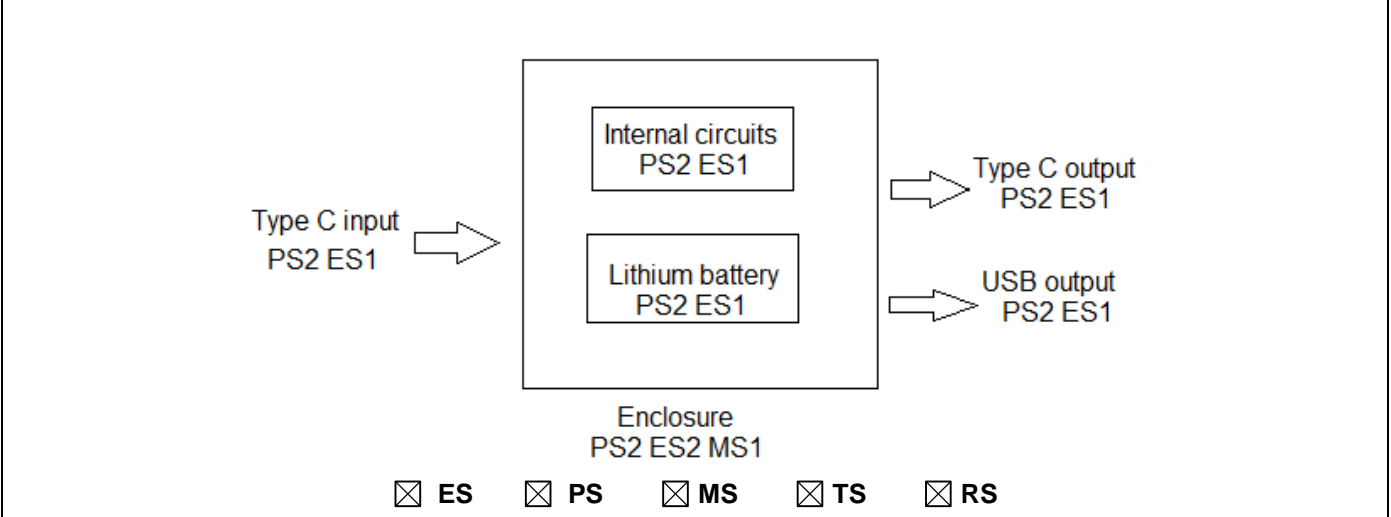 Internal circuits
PS2 ES1
Type C input
PS2 ES1
Lithium battery
PS2 ES1
Type C output
PS2 ES1
USB output
PS2 ES1
Enclosure
PS2 ES2 MS1
☒ ES ☒ PS ☒ MS ☒ TS ☒ RS